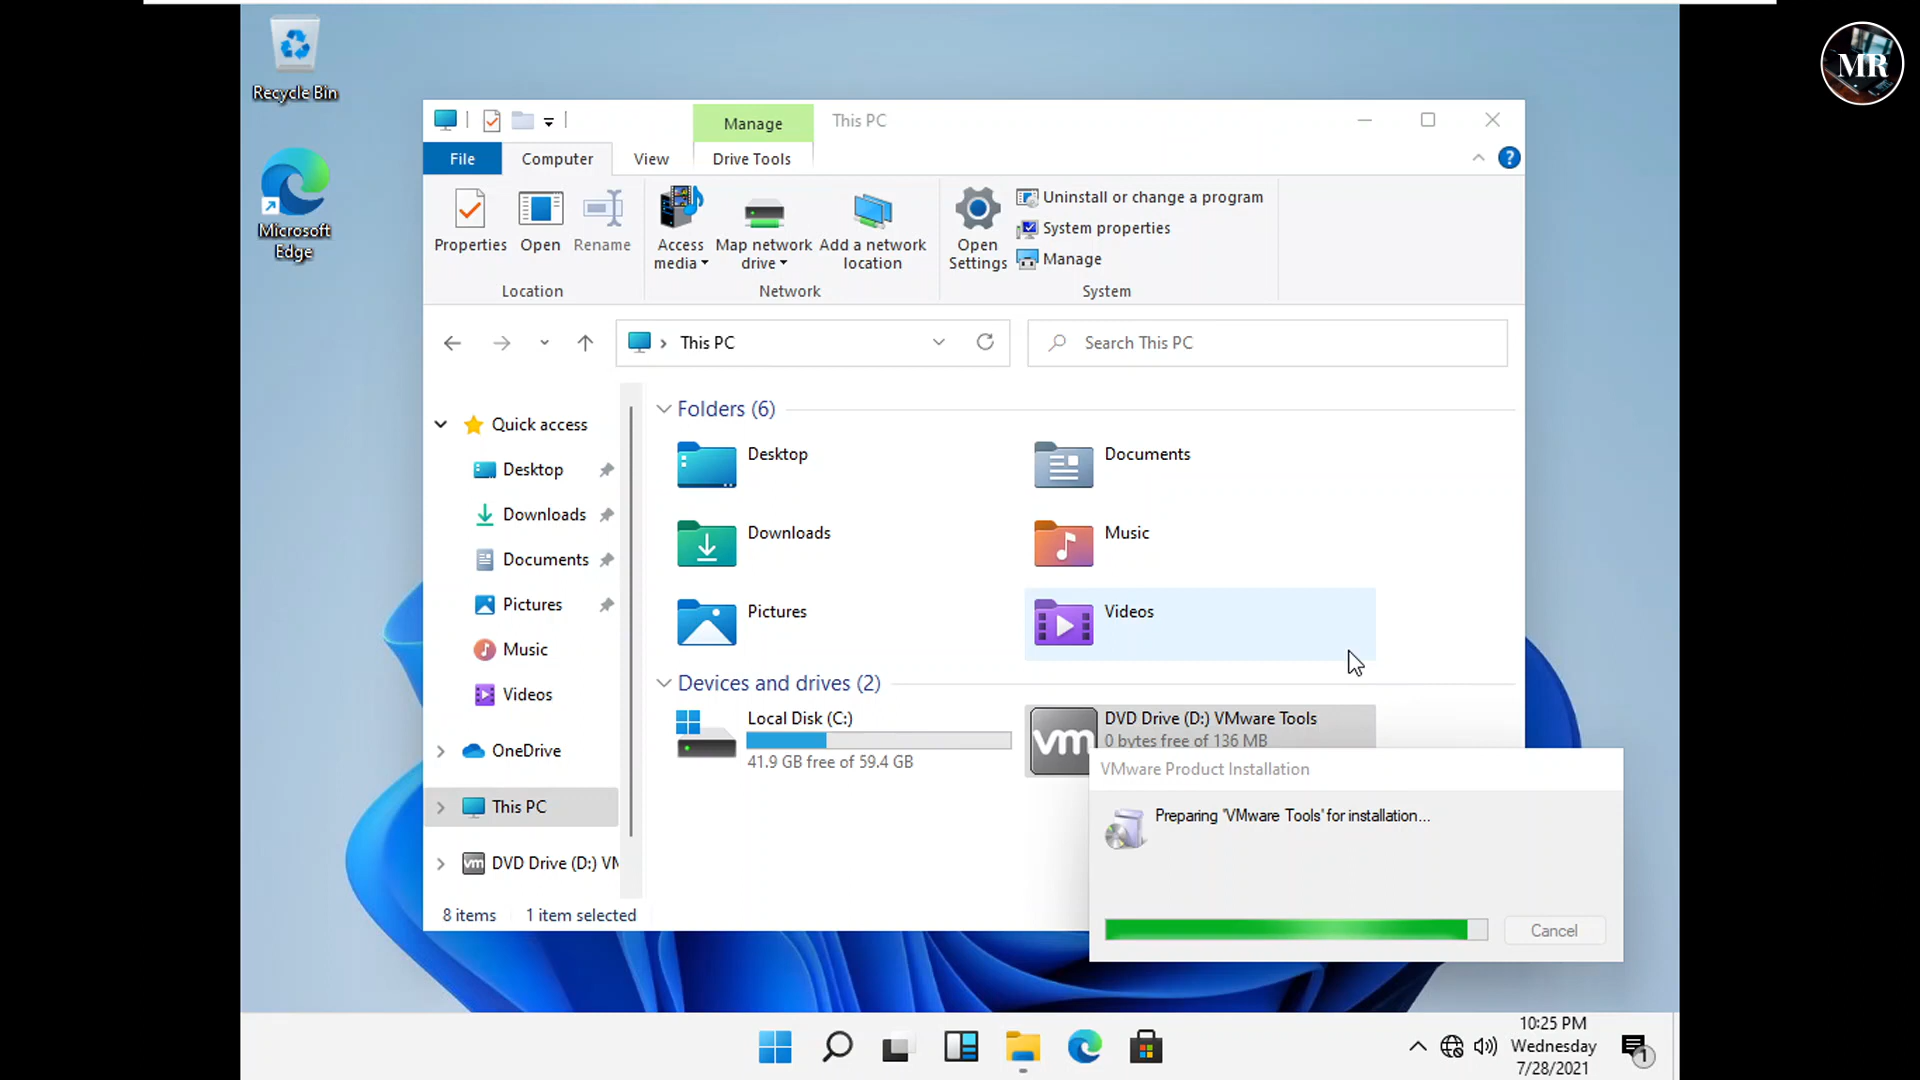 MR
Recycle Bin
Microsoft
Edge
Manage
This PC
File
Computer
View
Drive Tools
?
Properties
Open
Rename
Location
Access
media
Map network
drive
Add a network
location
Network
Open
Settings
Uninstall or change a program
System properties
Manage
System
This PC
Search This PC
Quick access
Desktop
Downloads
Documents
Pictures
Music
Videos
OneDrive
This PC
vm
DVD Drive (D:) VM
Folders (6)
Desktop
Documents
Downloads
Music
Pictures
Videos
Devices and drives (2)
Local Disk (C:)
41.9 GB free of 59.4 GB
vm
DVD Drive (D:) VMware Tools
0 bytes free of 136 MB
8 items
1 item selected
VMware Product Installation
Preparing 'VMware Tools' for installation...
Cancel
10:25 PM
Wednesday
7/28/2021
1